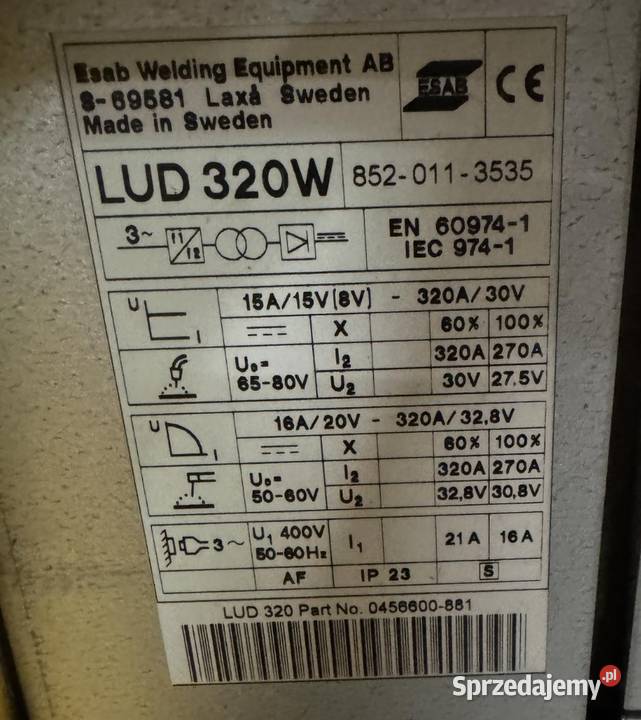 Esab Welding Equipment AB
S-69581 Laxå Sweden
Made in Sweden
ESAB
CE
LUD 320W 852-011-3535
3~ f1 f2
EN 60974-1
IEC 974-1
U I
15A/15V(8V) - 320A/30V
X 60% 100%
U₀=
65-80V
I₂ 320A 270A
U₂ 30V 27.5V
U I
16A/20V - 320A/32,8V
X 60% 100%
U₀=
50-60V
I₂ 320A 270A
U₂ 32,8V 30,8V
3~ U₁ 400V
50-60Hz
I₁ 21A 16A
AF IP 23 S
LUD 320 Part No. 0456600-881
Sprzedajemy.pl